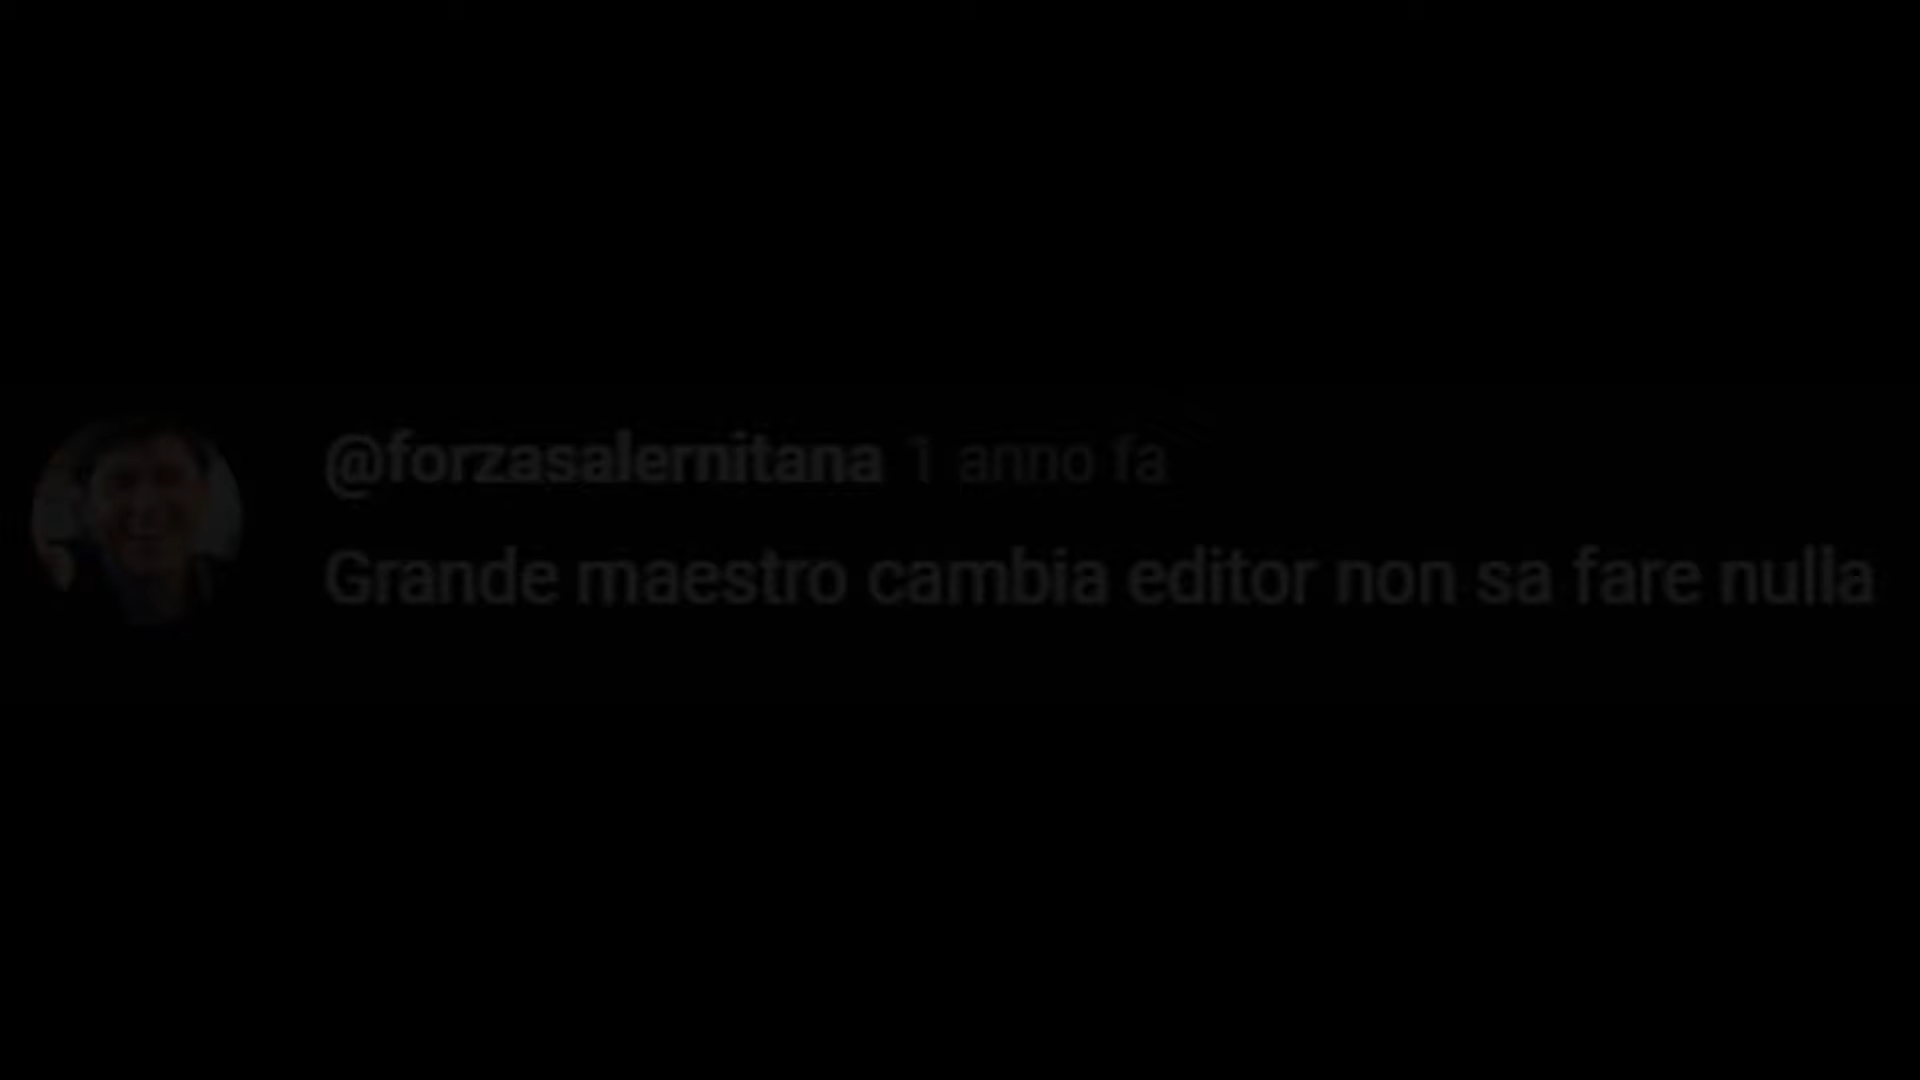 @forzasalernitana 1 anno fa
Grande maestro cambia editor non sa fare nulla